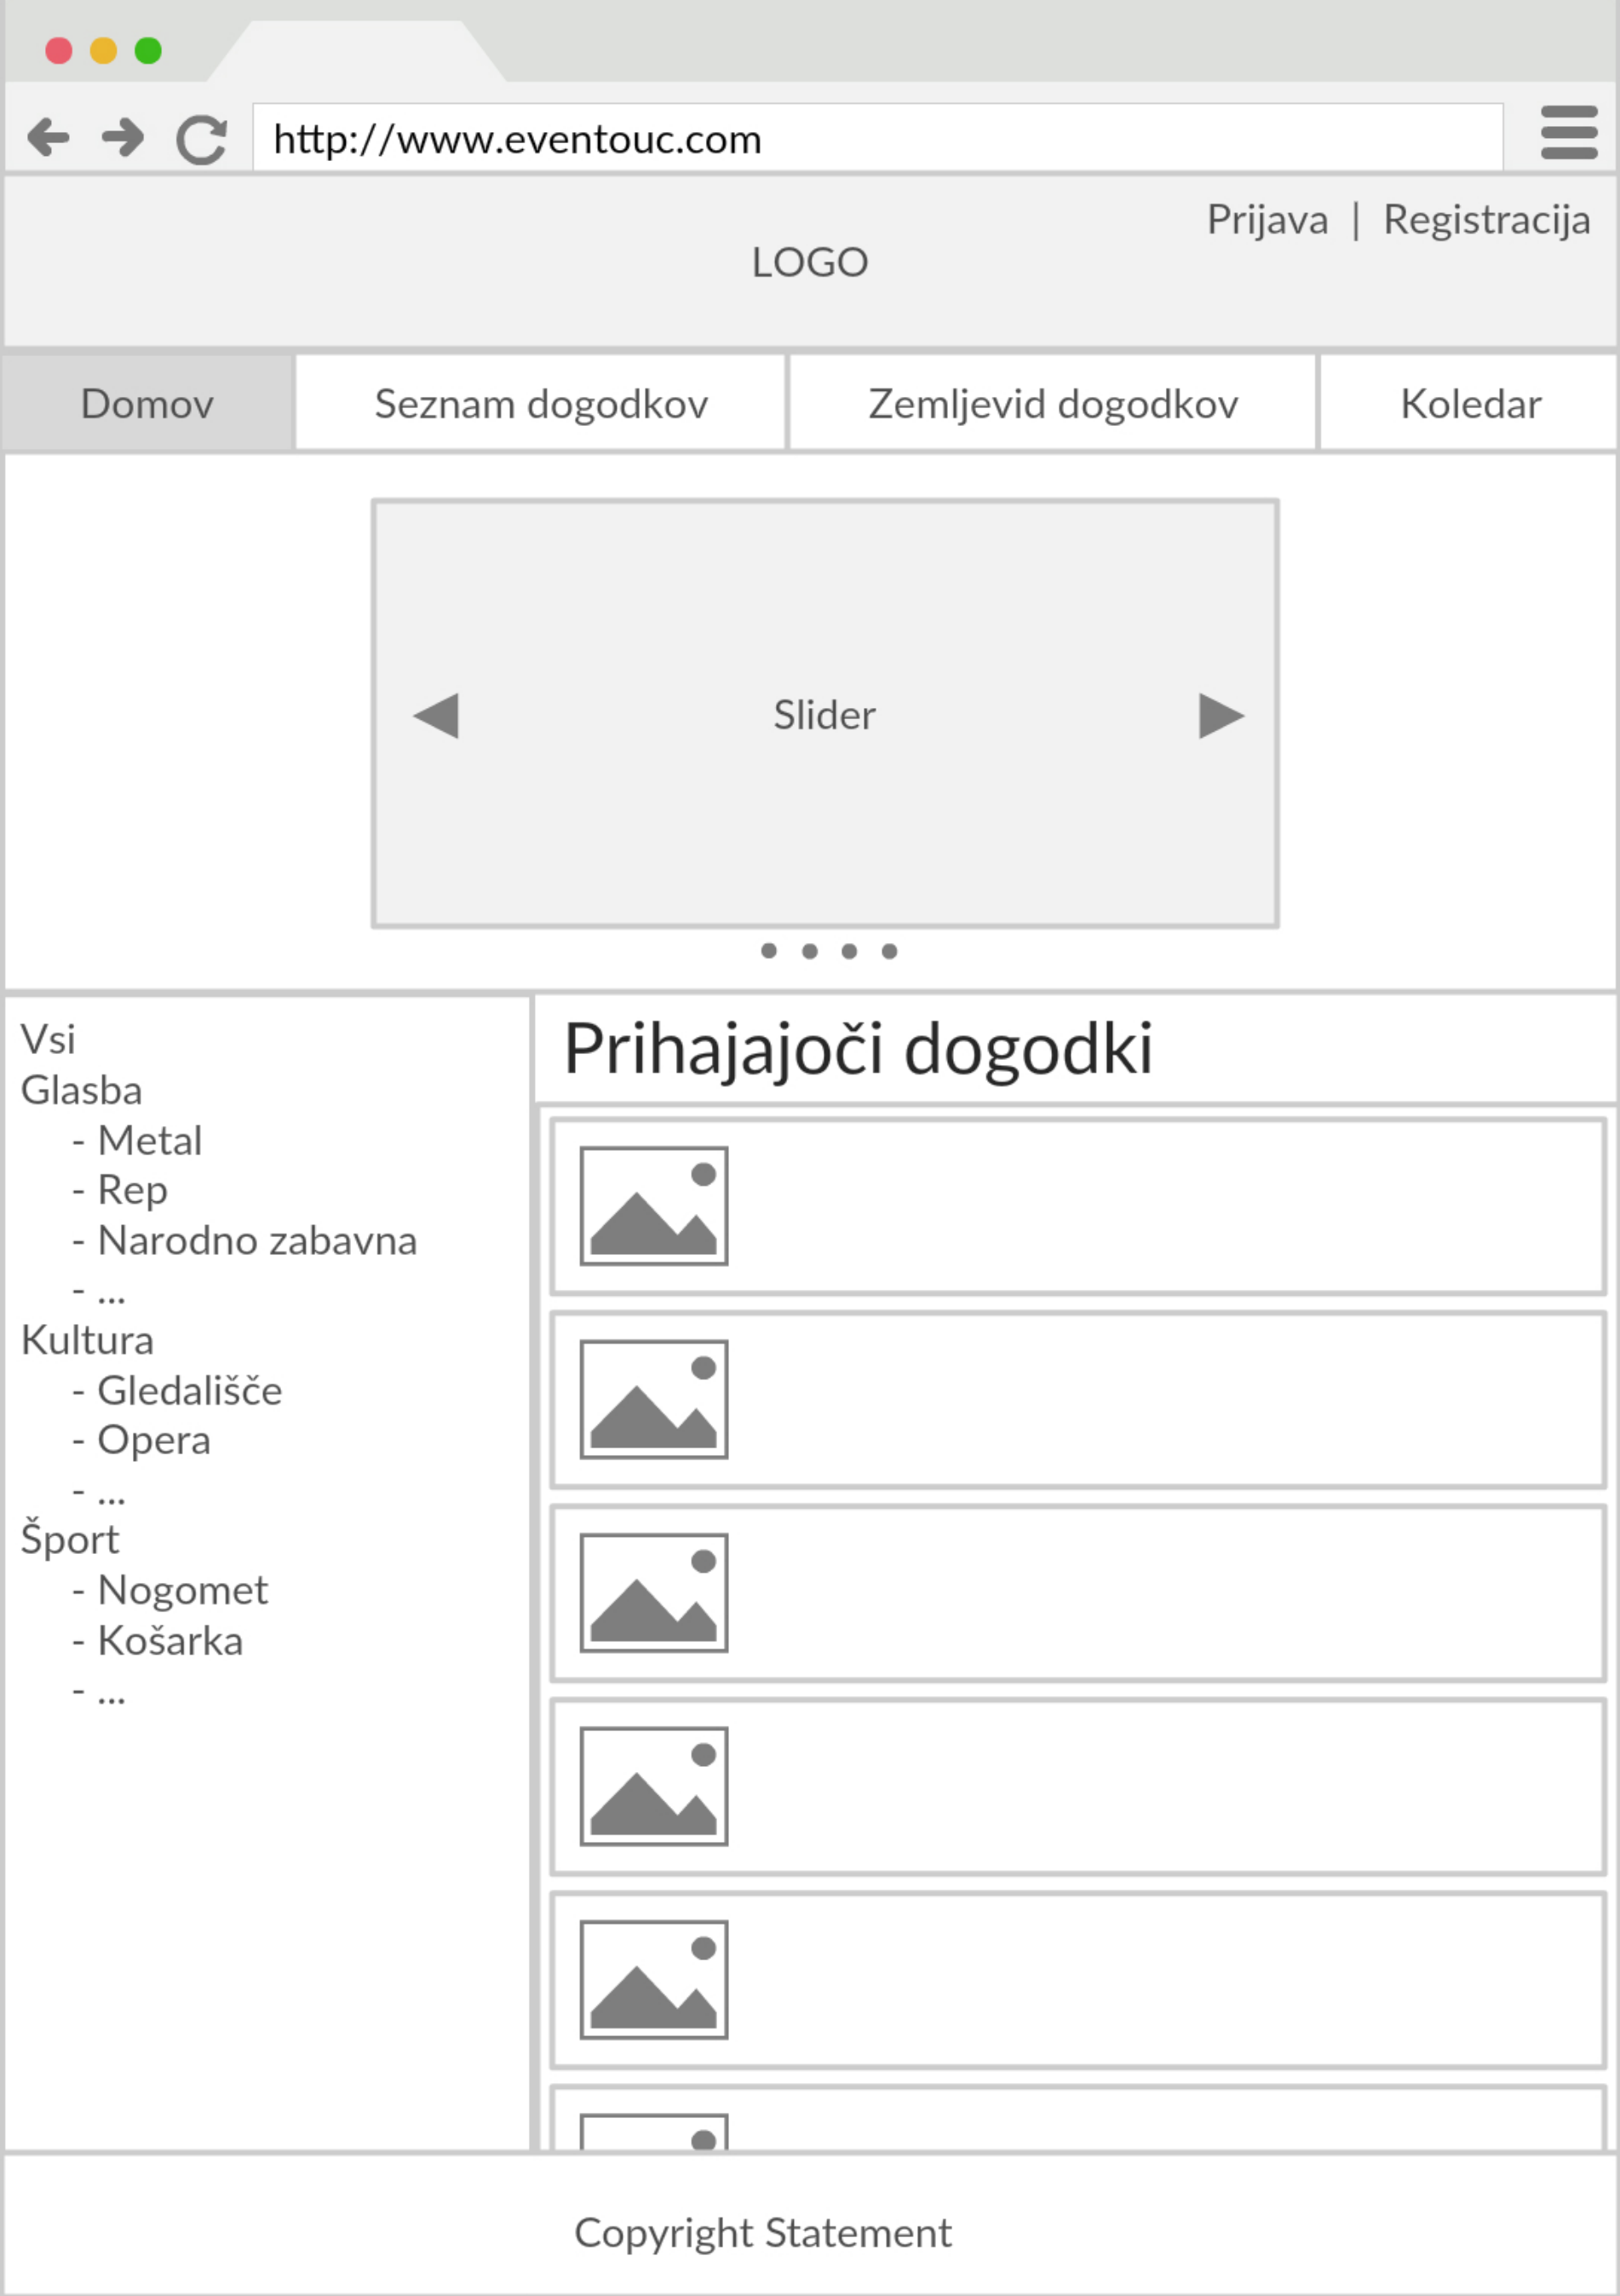 http://www.eventouc.com
Prijava | Registracija
LOGO
Domov
Seznam dogodkov
Zemljevid dogodkov
Koledar
Slider
Vsi
Glasba
- Metal
- Rep
- Narodno zabavna
- ...
Kultura
- Gledališče
- Opera
- ...
Šport
- Nogomet
- Košarka
- ...
Prihajajoči dogodki
Copyright Statement